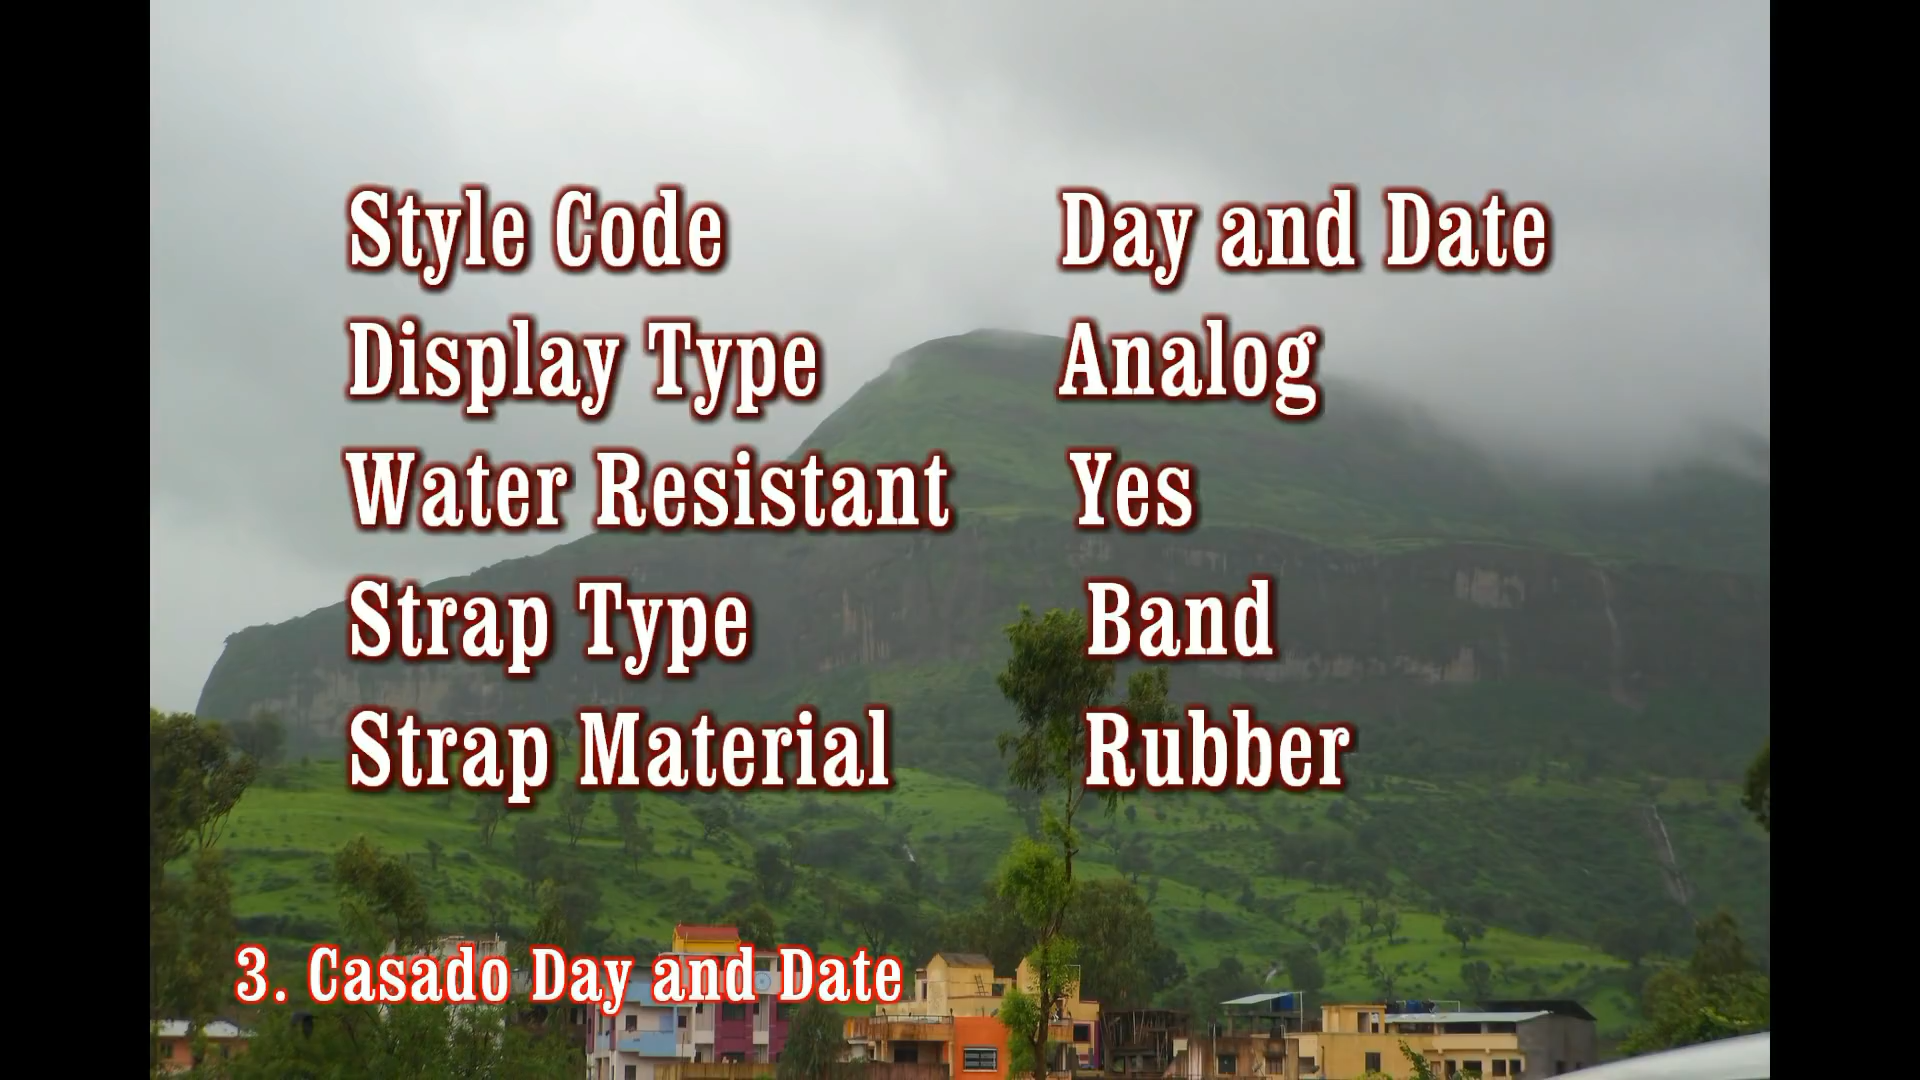 Style Code Day and Date
Display Type Analog
Water Resistant Yes
Strap Type Band
Strap Material Rubber
3. Casado Day and Date